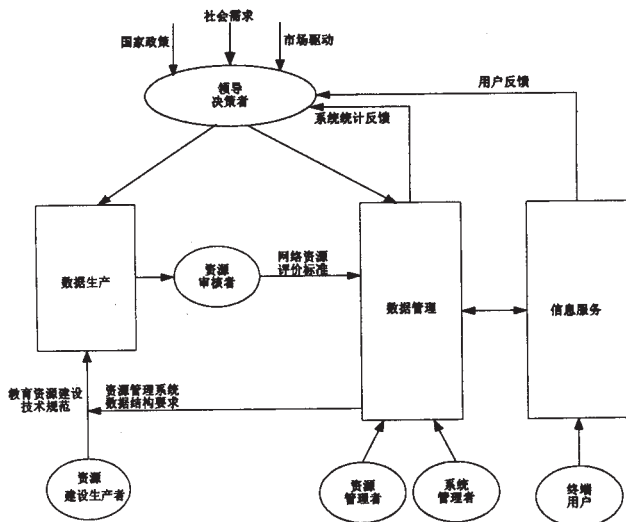 社会需求
国家政策
市场驱动
领导
决策者
用户反馈
系统统计反馈
数据生产
资源
审核者
网络资源
评价标准
数据管理
信息服务
教育资源建设
技术规范
资源管理系统
数据结构要求
资源
建设生产者
资源
管理者
系统
管理者
终端
用户